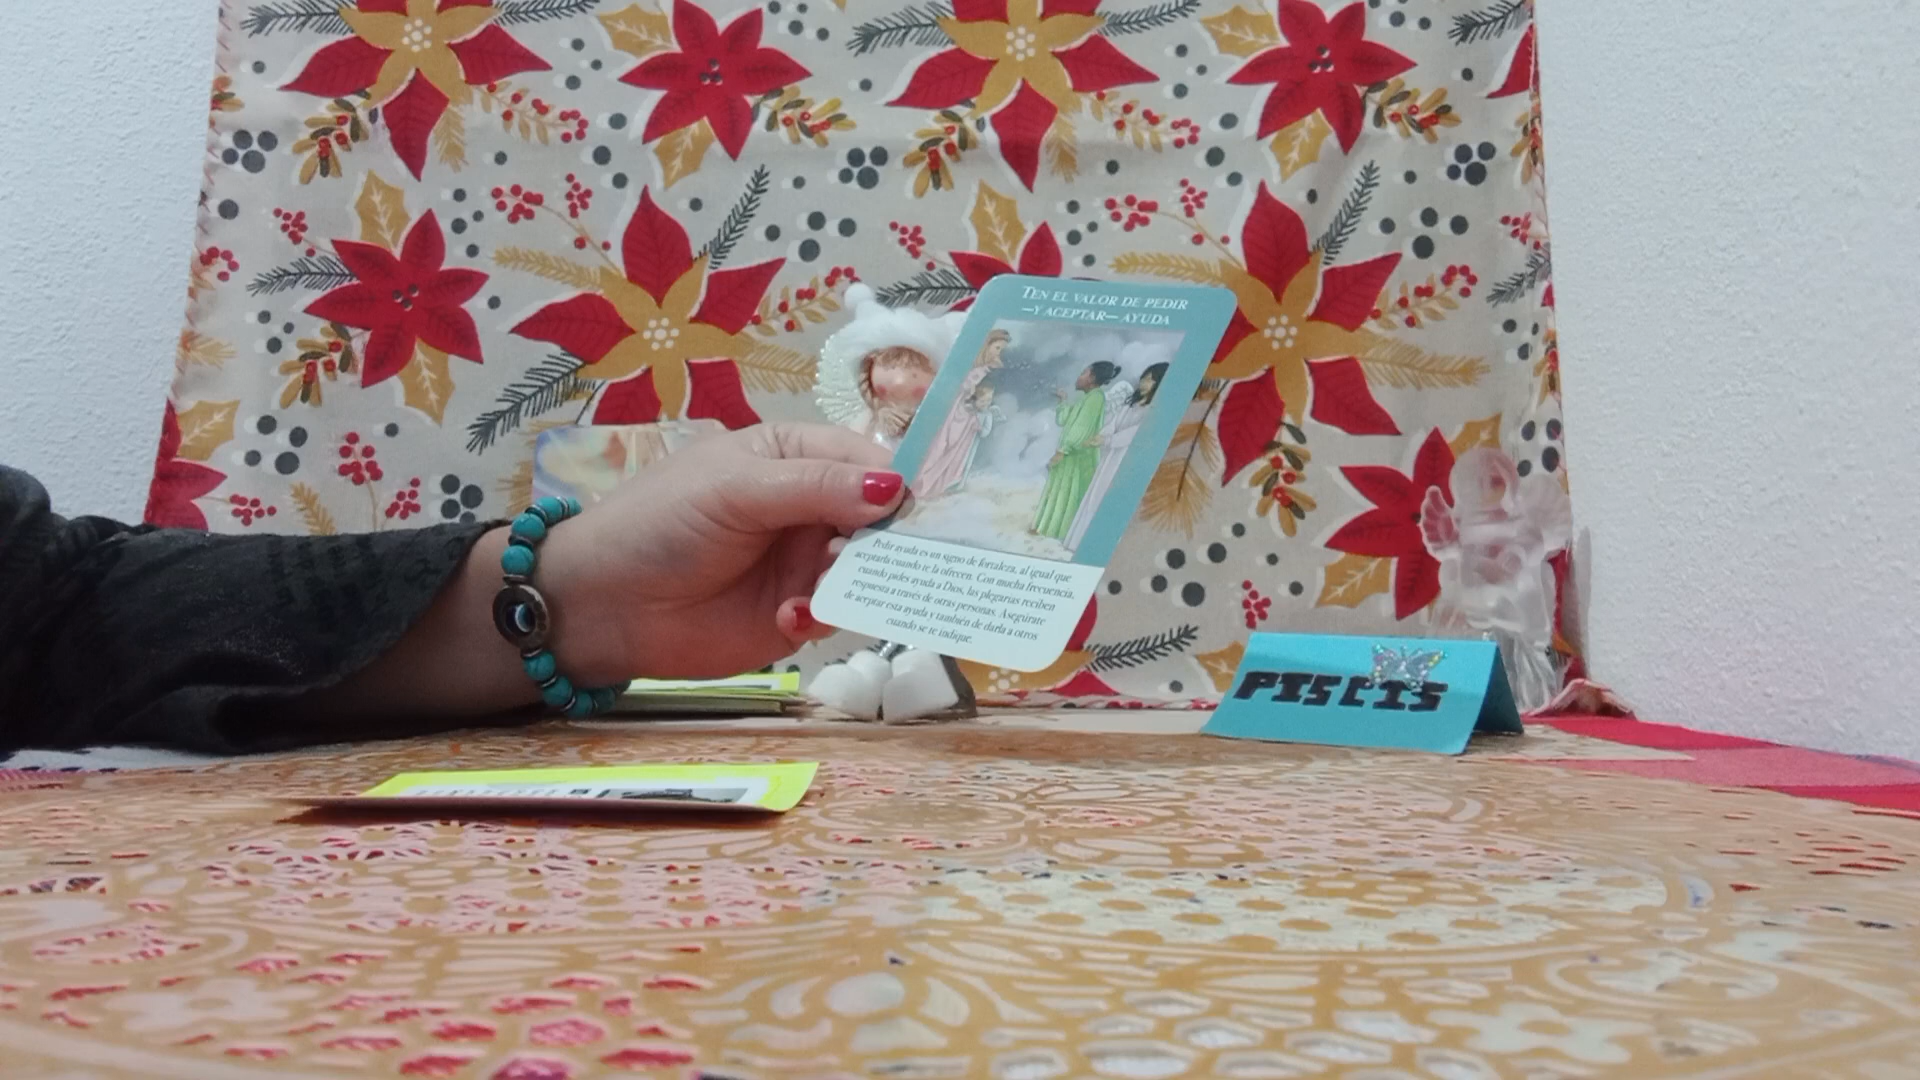 TEN EL VALOR DE PEDIR
—Y ACEPTAR— AYUDA
Pedir ayuda es un signo de fortaleza, al igual que
aceptarla cuando te la ofrecen. Con mucha frecuencia,
cuando pides ayuda a Dios, las plegarias reciben
respuesta a través de otras personas. Asegúrate
de aceptar esta ayuda y también de darla a otros
cuando se te indique.
PISCIS